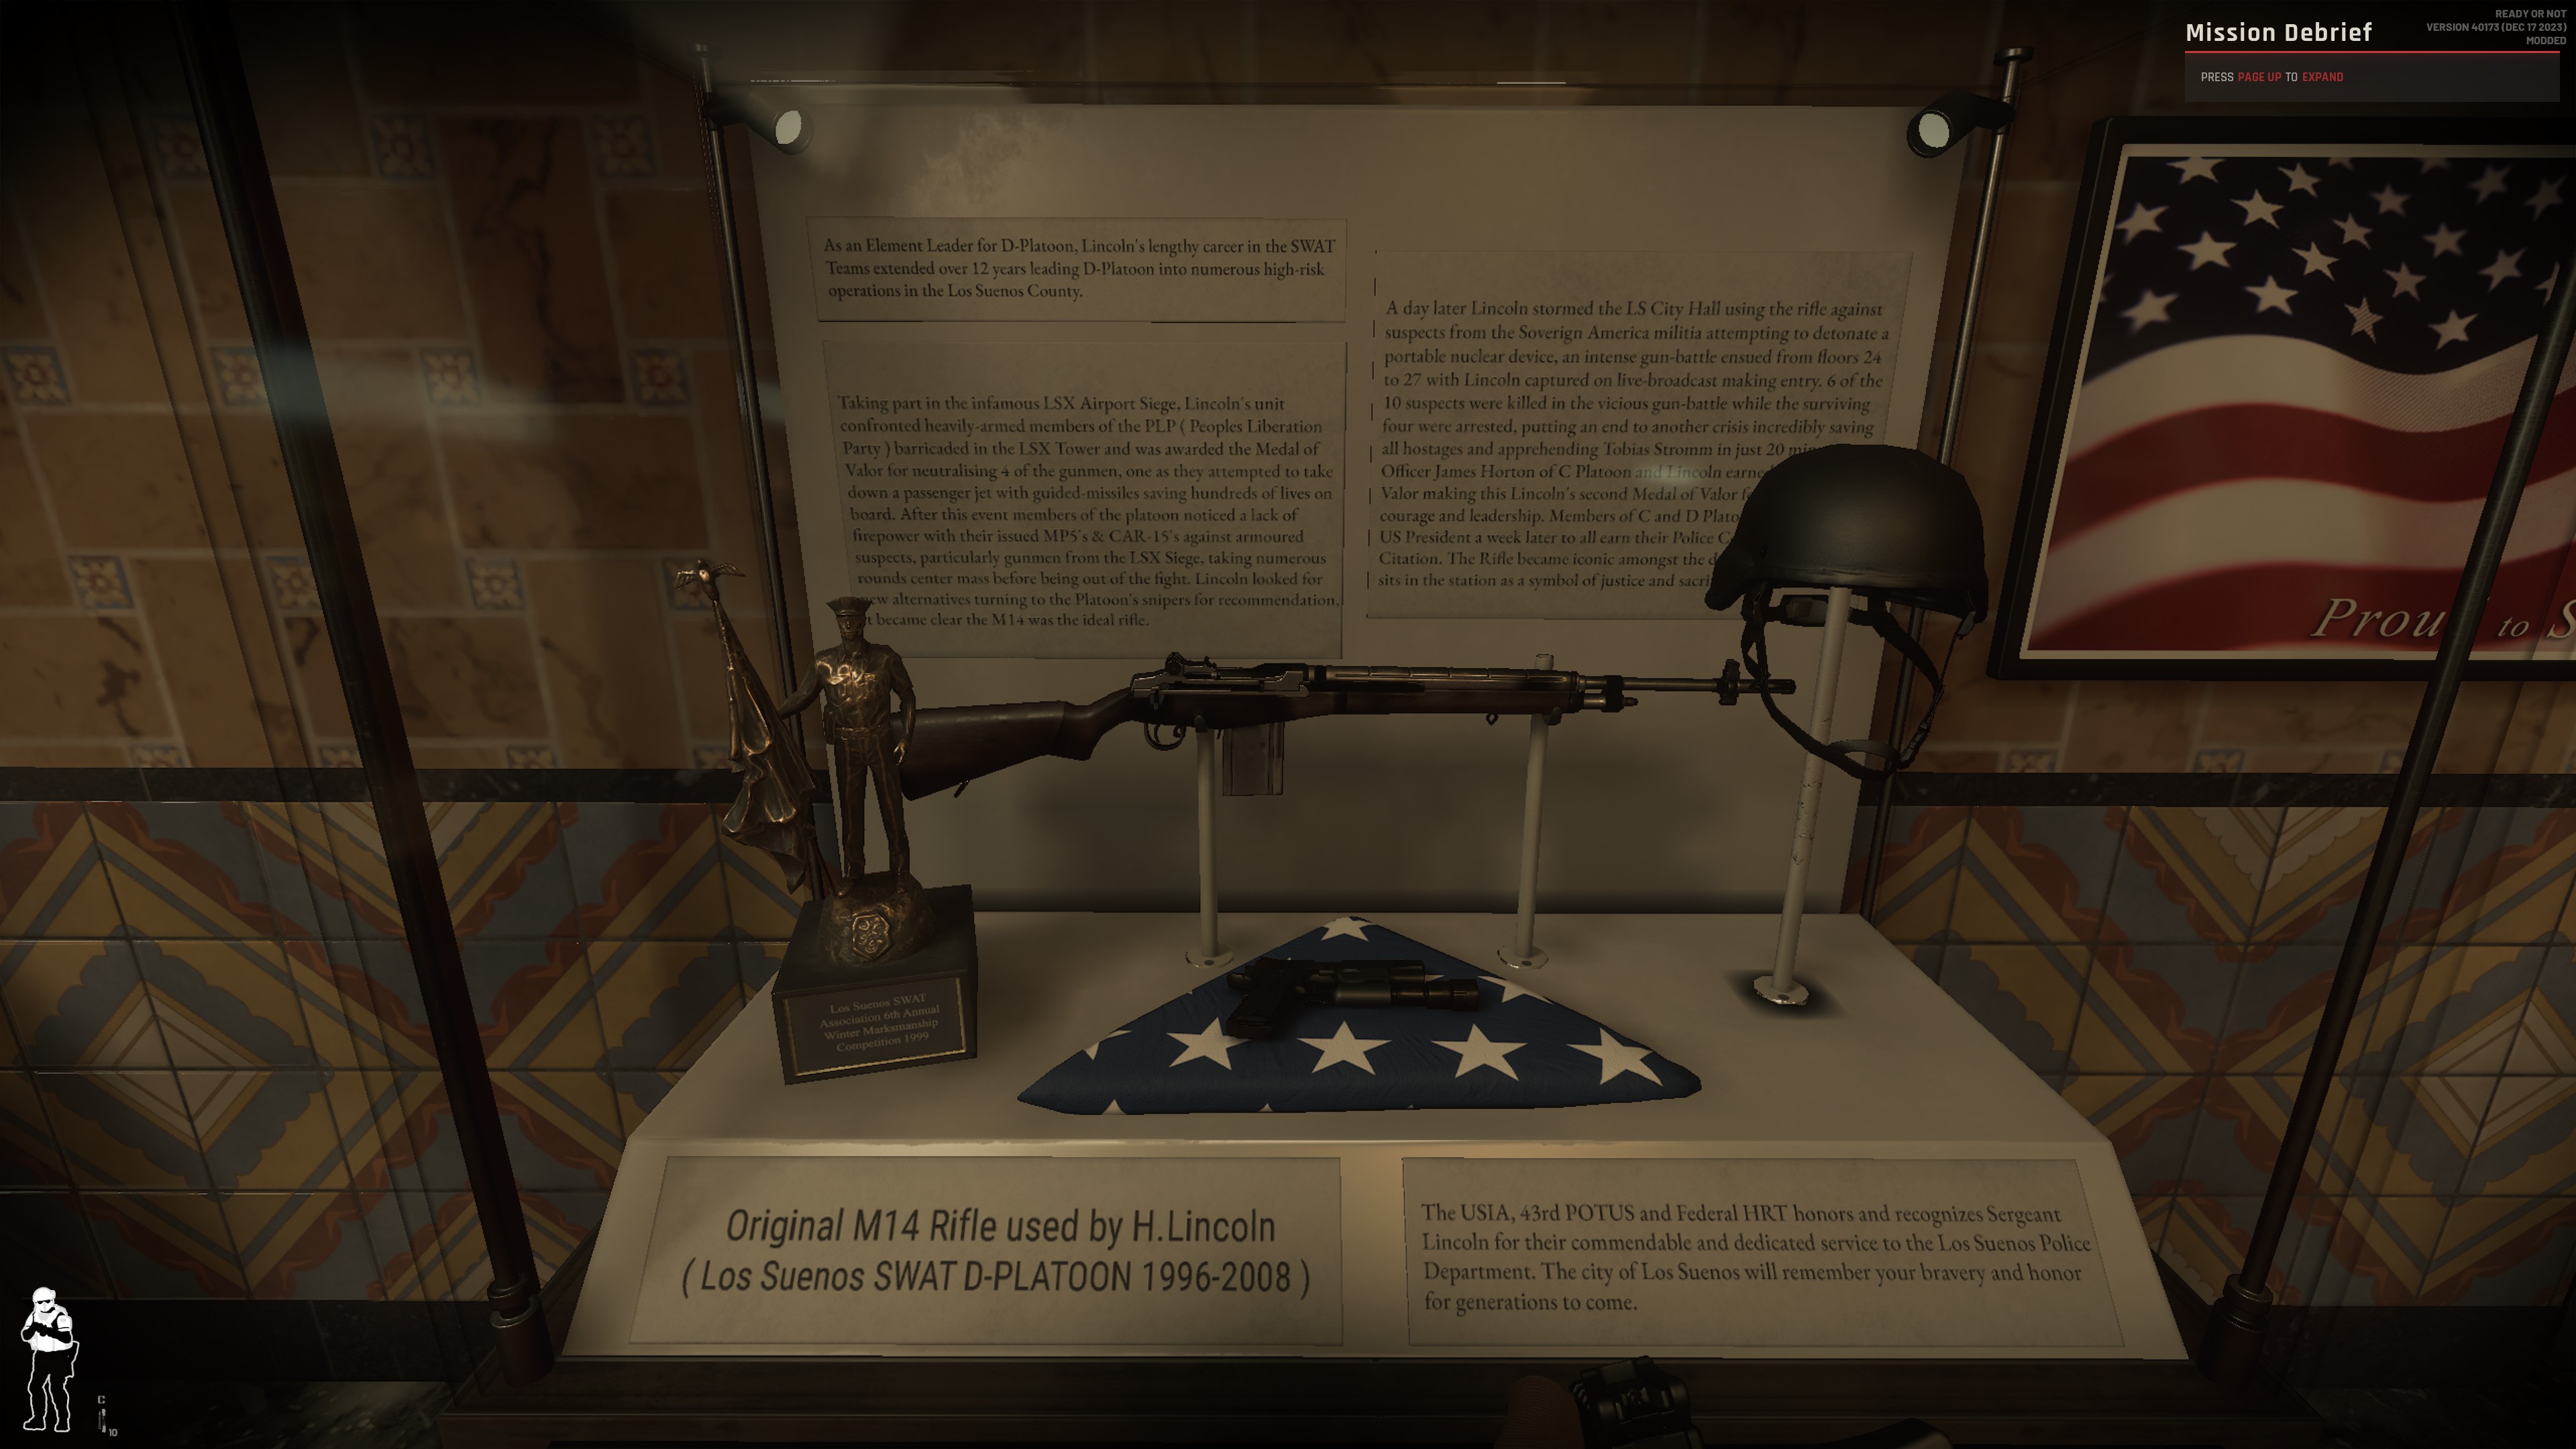 READY OR NOT
VERSION 40173 (DEC 17 2023)
MODDED
Mission Debrief
PRESS PAGE UP TO EXPAND
As an Element Leader for D-Platoon, Lincoln's lengthy career in the SWAT
Teams extended over 12 years leading D-Platoon into numerous high-risk
operations in the Los Suenos County.
Taking part in the infamous LSX Airport Siege, Lincoln's unit
confronted heavily-armed members of the PLP ( Peoples Liberation
Party ) barricaded in the LSX Tower and was awarded the Medal of
Valor for neutralising 4 of the gunmen, one as they attempted to take
down a passenger jet with guided-missiles saving hundreds of lives on
board. After this event members of the platoon noticed a lack of
firepower with their issued MP5's & CAR-15's against armoured
suspects, particularly gunmen from the LSX Siege, taking numerous
rounds center mass before being out of the fight. Lincoln looked for
new alternatives turning to the Platoon's snipers for recommendation,
it became clear the M14 was the ideal rifle.
A day later Lincoln stormed the LS City Hall using the rifle against
suspects from the Soverign America militia attempting to detonate a
portable nuclear device, an intense gun-battle ensued from floors 24
to 27 with Lincoln captured on live-broadcast making entry. 6 of the
10 suspects were killed in the vicious gun-battle while the surviving
four were arrested, putting an end to another crisis incredibly saving
all hostages and apprehending Tobias Stromm in just 20
Officer James Horton of C Platoon and Lincoln
Valor making this Lincoln's second Medal of Valor
courage and leadership. Members of C and D
US President a week later to all earn their Police
Citation. The Rifle became iconic amongst the
sits in the station as a symbol of justice and
Prou to S
Los Suenos SWAT
Association 6th Annual
Winter Marksmanship
Competition 1999
Original M14 Rifle used by H.Lincoln
( Los Suenos SWAT D-PLATOON 1996-2008 )
The USIA, 43rd POTUS and Federal HRT honors and recognizes Sergeant
Lincoln for their commendable and dedicated service to the Los Suenos Police
Department. The city of Los Suenos will remember your bravery and honor
for generations to come.
C
10